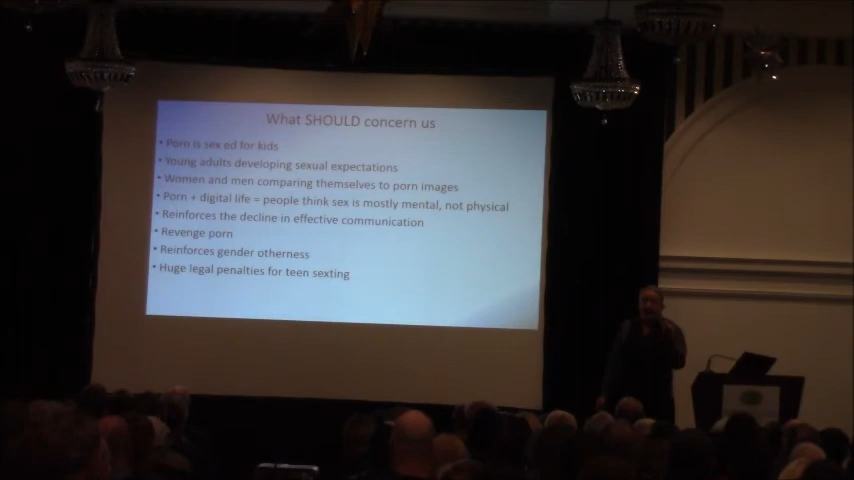 What SHOULD concern us
• Porn is sex ed for kids
• Young adults developing sexual expectations
• Women and men comparing themselves to porn images
• Porn + digital life = people think sex is mostly mental, not physical
• Reinforces the decline in effective communication
• Revenge porn
• Reinforces gender otherness
• Huge legal penalties for teen sexting